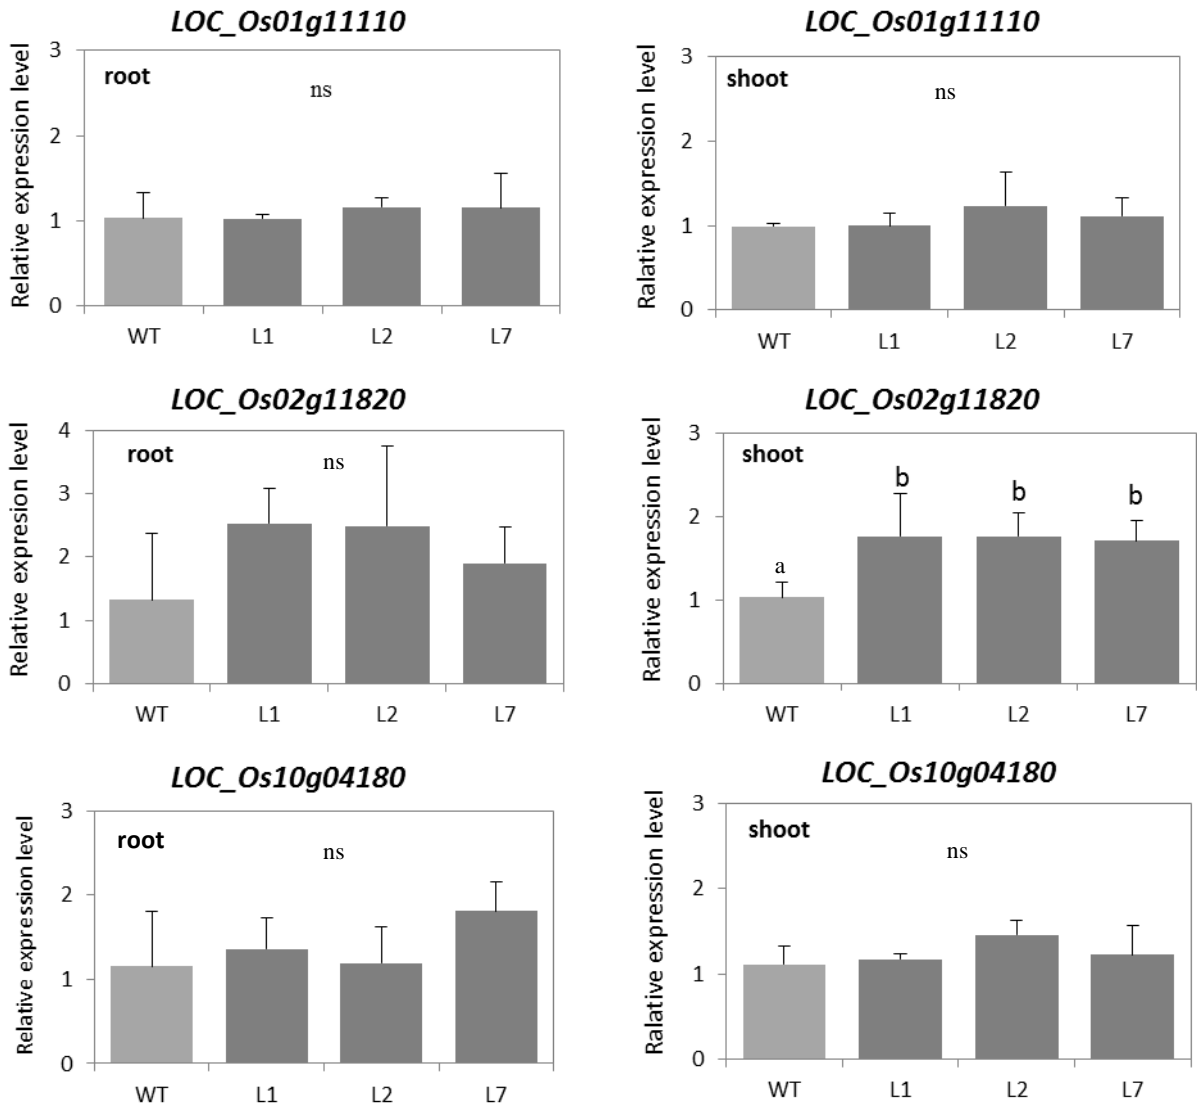 LOC_Os01g11110
Relative expression level
3
2
1
0
root
ns
WT L1 L2 L7
LOC_Os01g11110
Ralative expression level
3
2
1
0
shoot
ns
WT L1 L2 L7
LOC_Os02g11820
Relative expresion level
4
3
2
1
0
root
ns
WT L1 L2 L7
LOC_Os02g11820
Ralative expression level
3
2
1
0
shoot
a b b b
WT L1 L2 L7
LOC_Os10g04180
Relative expression level
3
2
1
0
root
ns
WT L1 L2 L7
LOC_Os10g04180
Ralative expression level
3
2
1
0
shoot
ns
WT L1 L2 L7